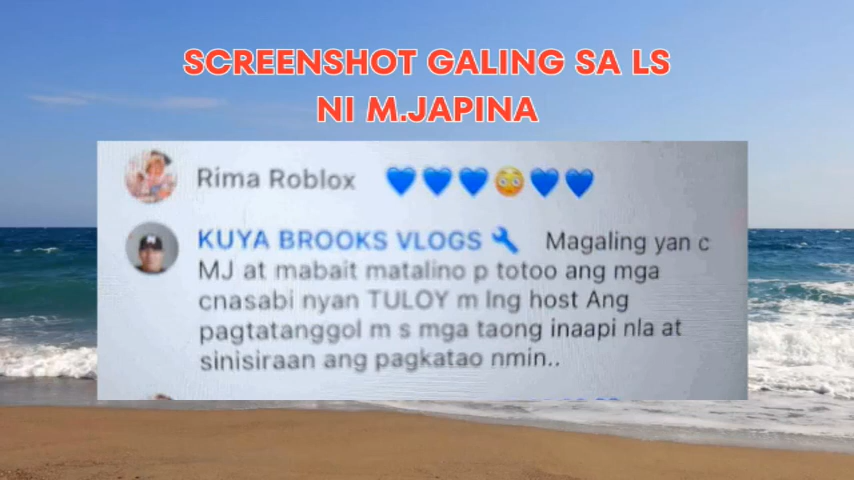 SCREENSHOT GALING SA LS
NI M.JAPINA
Rima Roblox 💙💙💙😳💙💙
KUYA BROOKS VLOGS 🔧 Magaling yan c
MJ at mabait matalino p totoo ang mga
cnasabi nyan TULOY m lng host Ang
pagtatanggol m s mga taong inaapi nla at
sinisiraan ang pagkatao nmin..